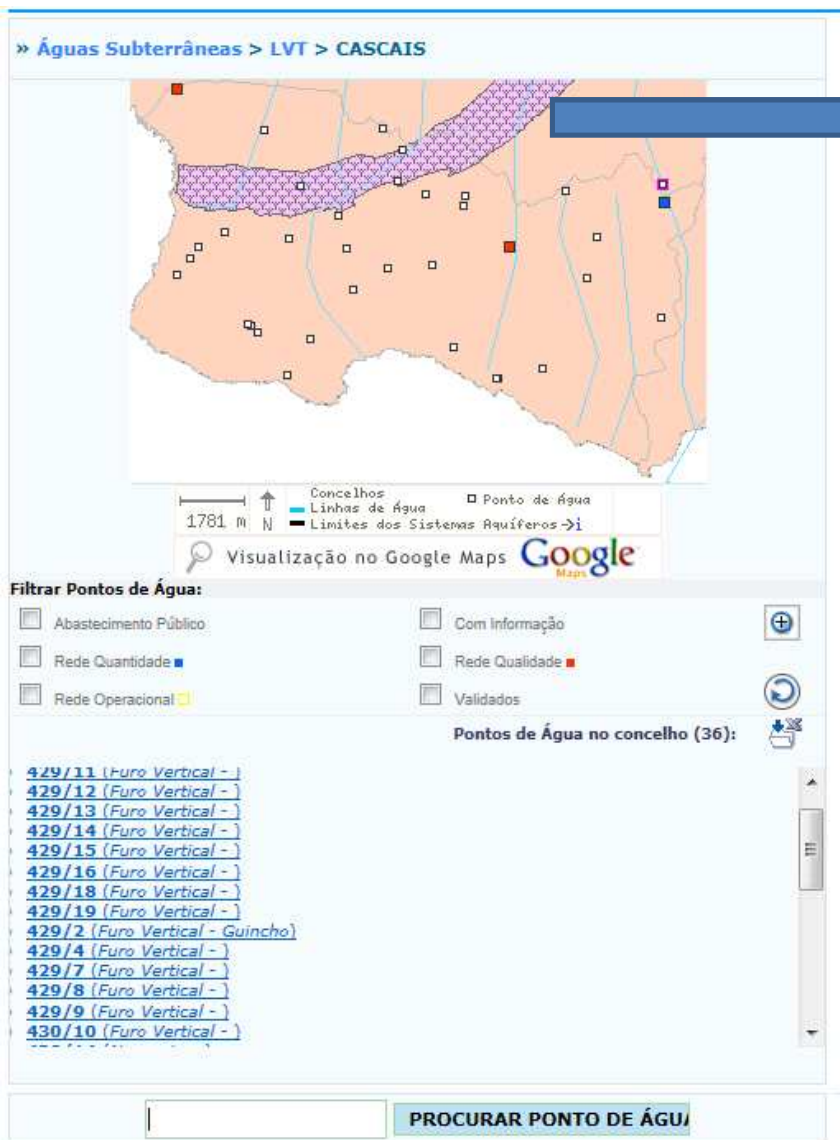 » Águas Subterrâneas > LVT > CASCAIS
Concelhos
Linhas de Água
Limites dos Sistemas Aquíferos ->i
Ponto de Água
1781 m N
Visualização no Google Maps Google
Maps
Filtrar Pontos de Água:
Abastecimento Público Com Informação
Rede Quantidade Rede Qualidade
Rede Operacional Validados
Pontos de Água no concelho (36):
429/11 (Furo Vertical - )
429/12 (Furo Vertical - )
429/13 (Furo Vertical - )
429/14 (Furo Vertical - )
429/15 (Furo Vertical - )
429/16 (Furo Vertical - )
429/18 (Furo Vertical - )
429/19 (Furo Vertical - )
429/2 (Furo Vertical - Guincho)
429/4 (Furo Vertical - )
429/7 (Furo Vertical - )
429/8 (Furo Vertical - )
429/9 (Furo Vertical - )
430/10 (Furo Vertical - )
PROCURAR PONTO DE ÁGU